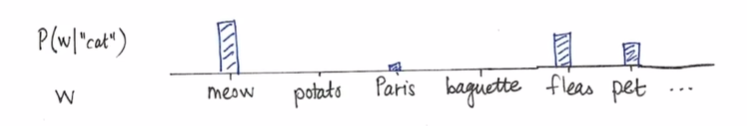 P(w|"cat")
w meow potato Paris baguette fleas pet ...